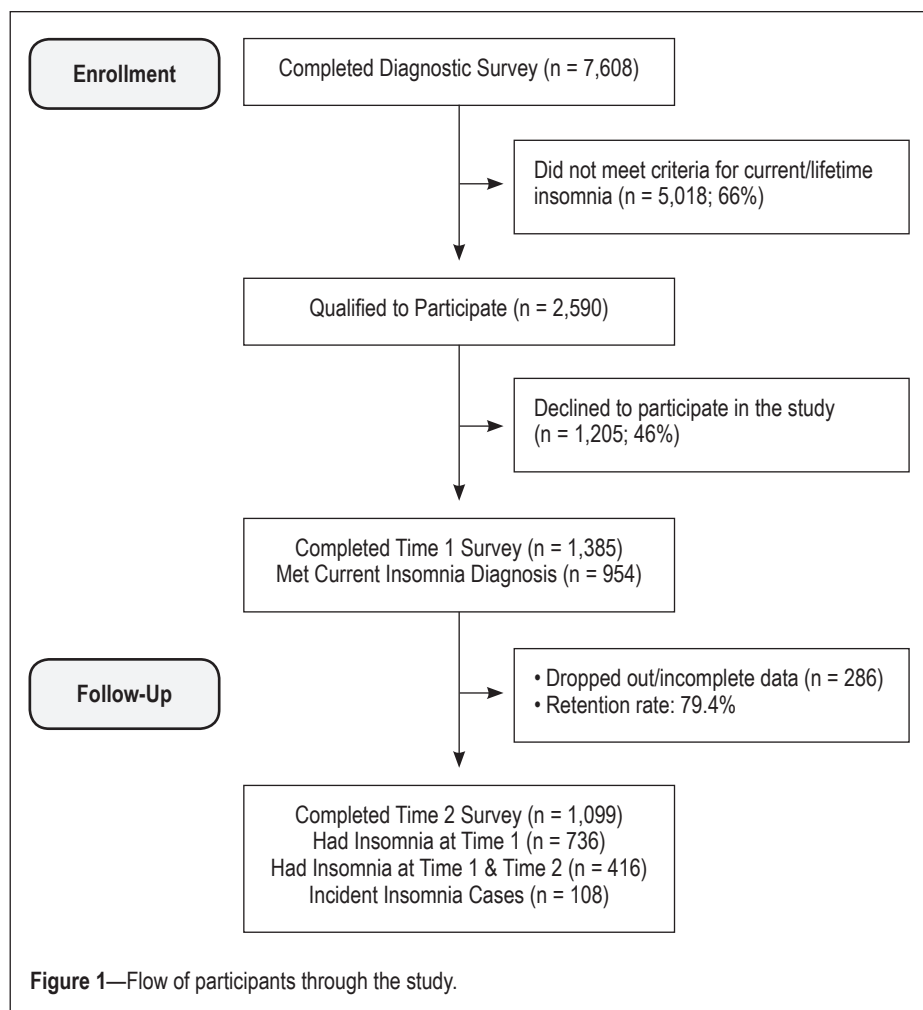 Enrollment
Completed Diagnostic Survey (n = 7,608)
Did not meet criteria for current/lifetime
insomnia (n = 5,018; 66%)
Qualified to Participate (n = 2,590)
Declined to participate in the study
(n = 1,205; 46%)
Completed Time 1 Survey (n = 1,385)
Met Current Insomnia Diagnosis (n = 954)
Follow-Up
• Dropped out/incomplete data (n = 286)
• Retention rate: 79.4%
Completed Time 2 Survey (n = 1,099)
Had Insomnia at Time 1 (n = 736)
Had Insomnia at Time 1 & Time 2 (n = 416)
Incident Insomnia Cases (n = 108)
Figure 1—Flow of participants through the study.